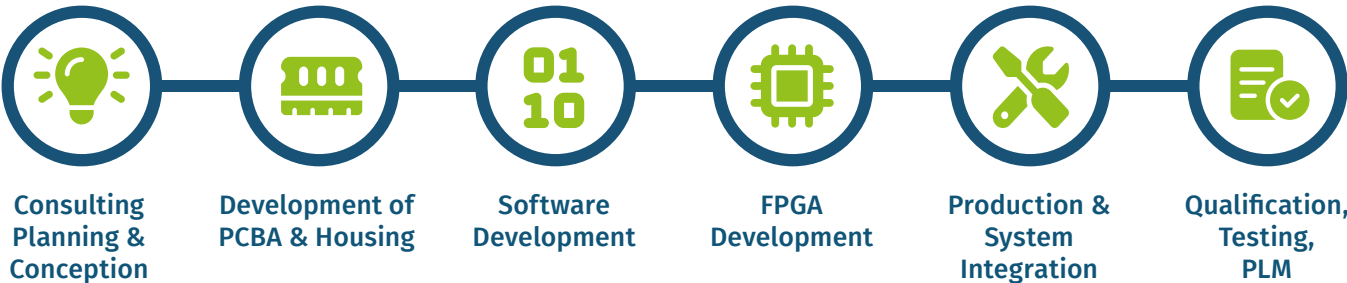 01
10
Consulting
Planning &
Conception
Development of
PCBA & Housing
Software
Development
FPGA
Development
Production &
System
Integration
Qualification,
Testing,
PLM